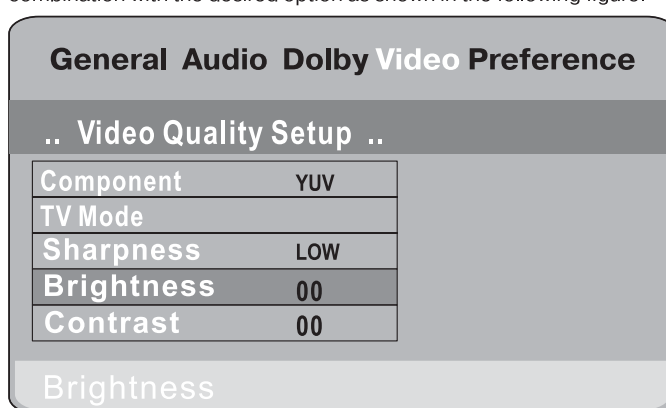 combination with the desired option as shown in the following figure:
General Audio Dolby Video Preference
.. Video Quality Setup ..
Component YUV
TV Mode
Sharpness LOW
Brightness 00
Contrast 00
Brightness